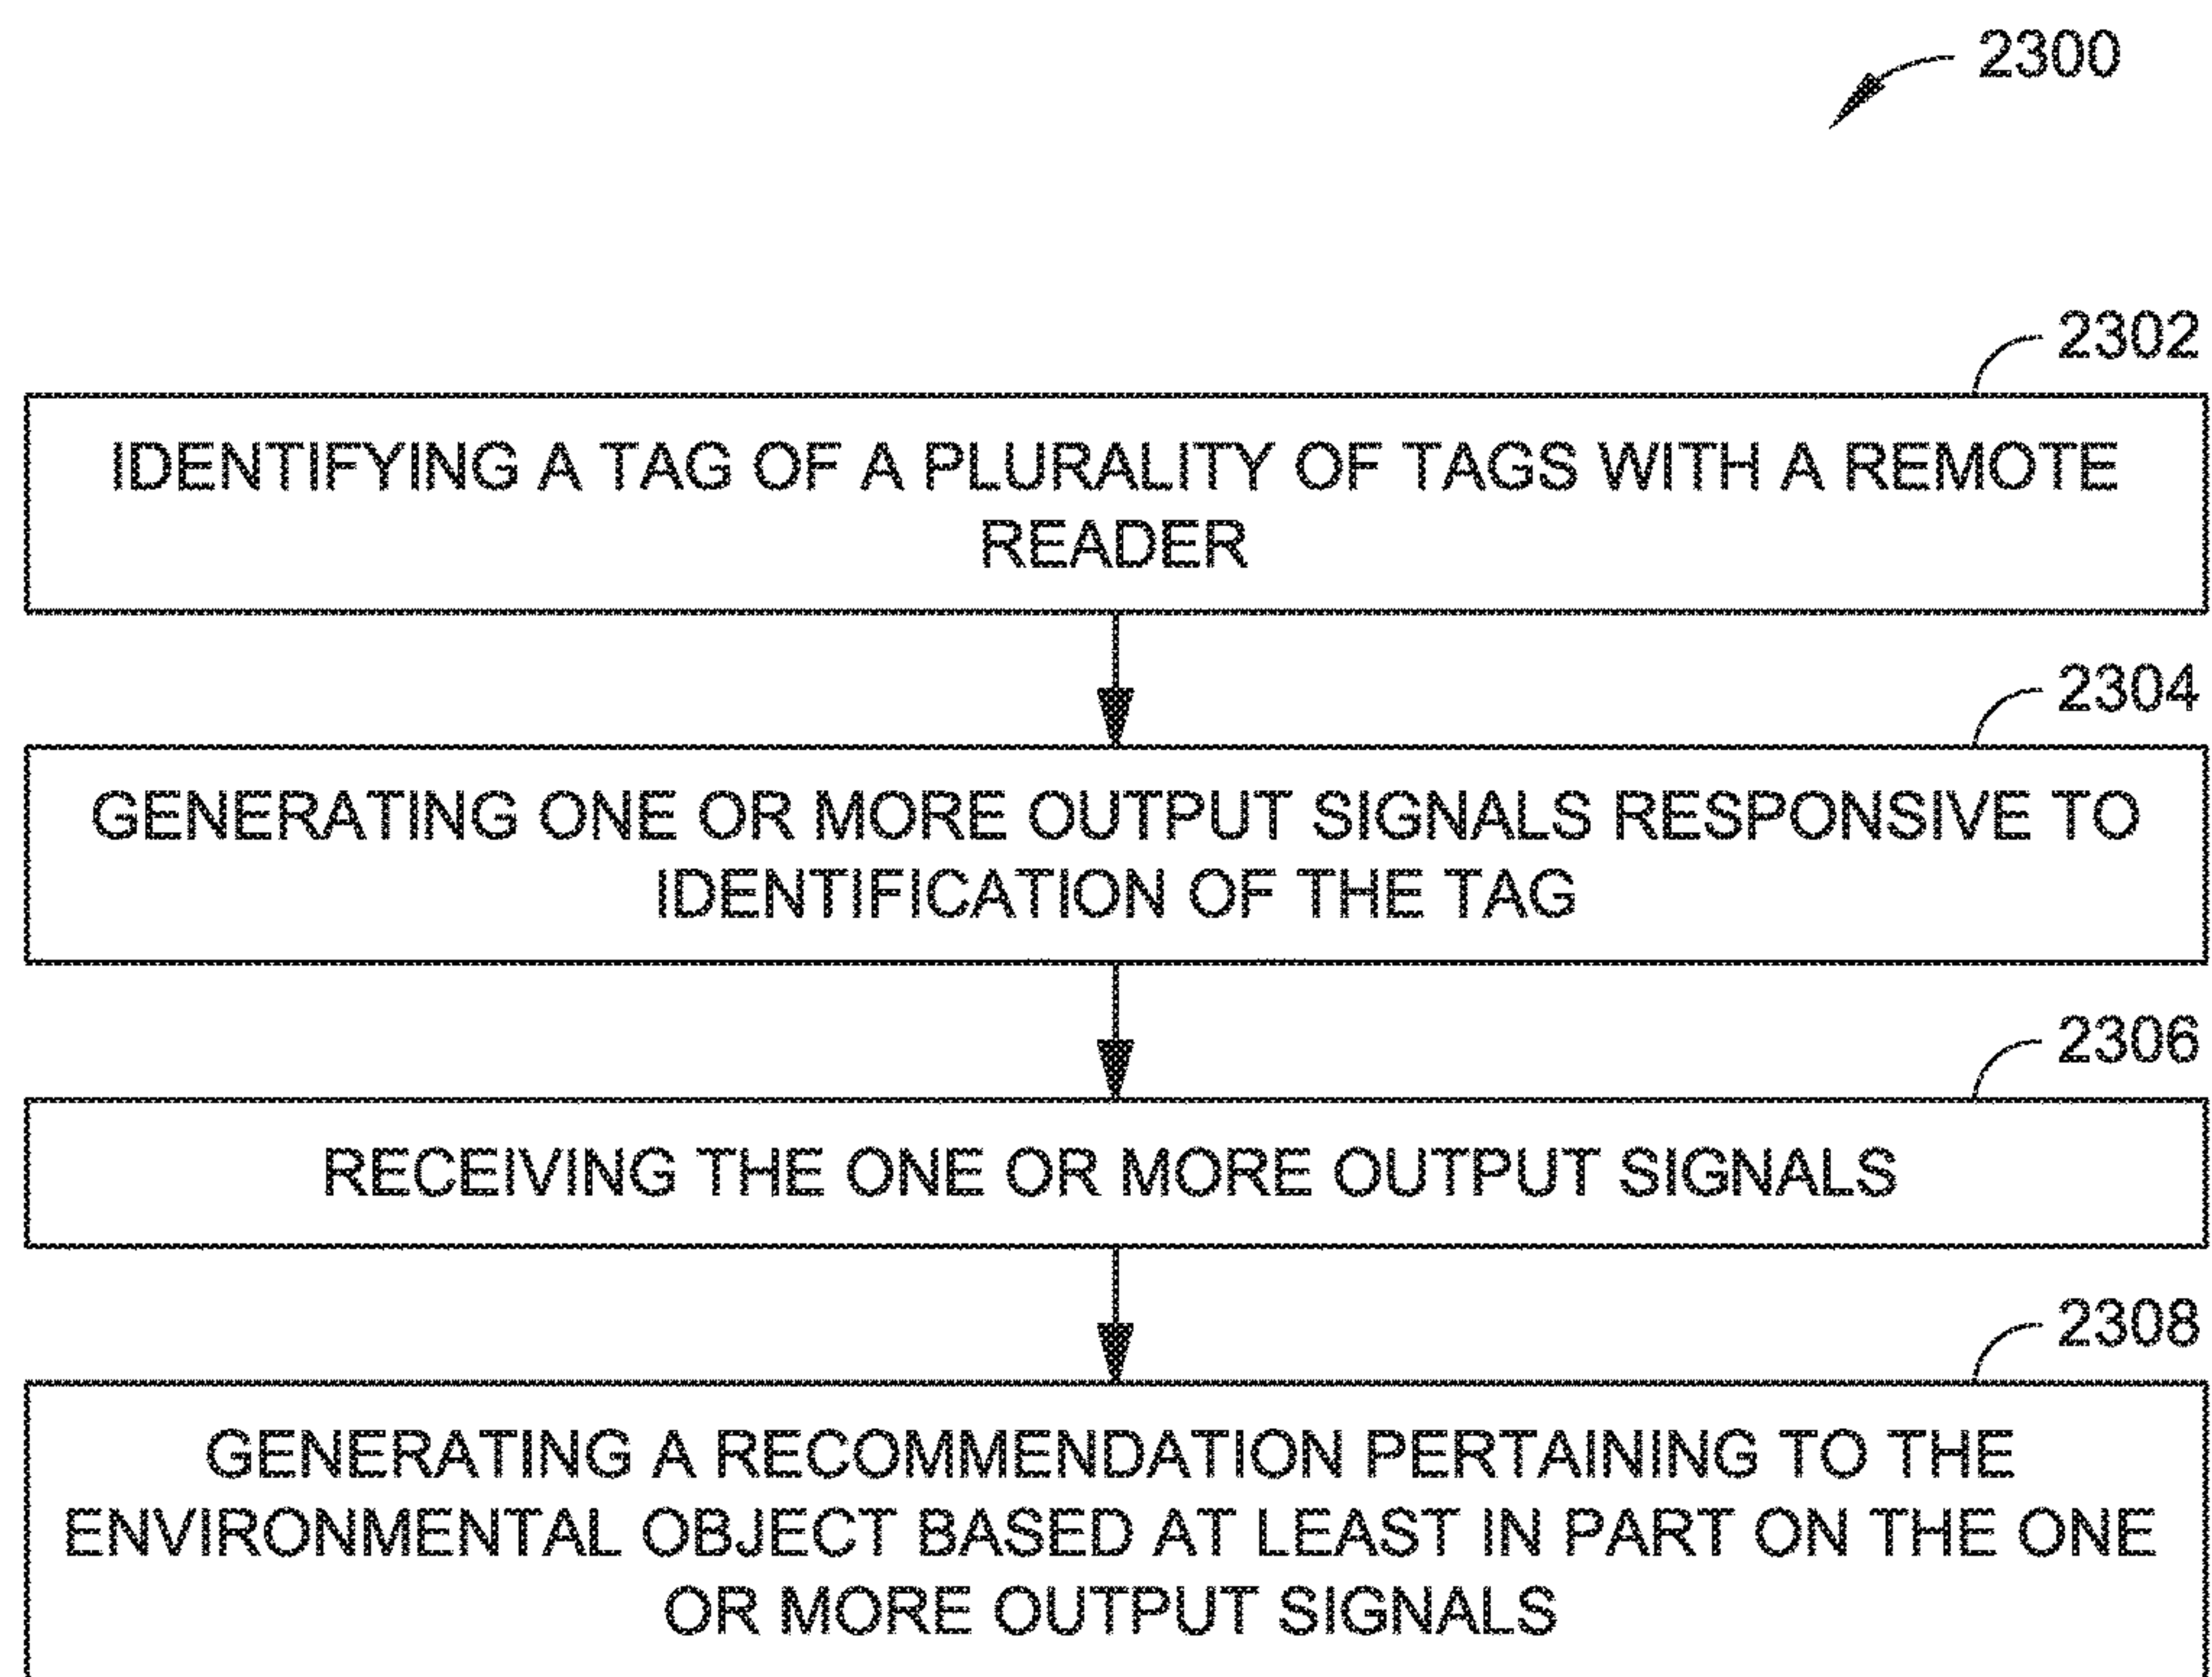 2300
2302
IDENTIFYING A TAG OF A PLURALITY OF TAGS WITH A REMOTE
READER
2304
GENERATING ONE OR MORE OUTPUT SIGNALS RESPONSIVE TO
IDENTIFICATION OF THE TAG
2306
RECEIVING THE ONE OR MORE OUTPUT SIGNALS
2308
GENERATING A RECOMMENDATION PERTAINING TO THE
ENVIRONMENTAL OBJECT BASED AT LEAST IN PART ON THE ONE
OR MORE OUTPUT SIGNALS